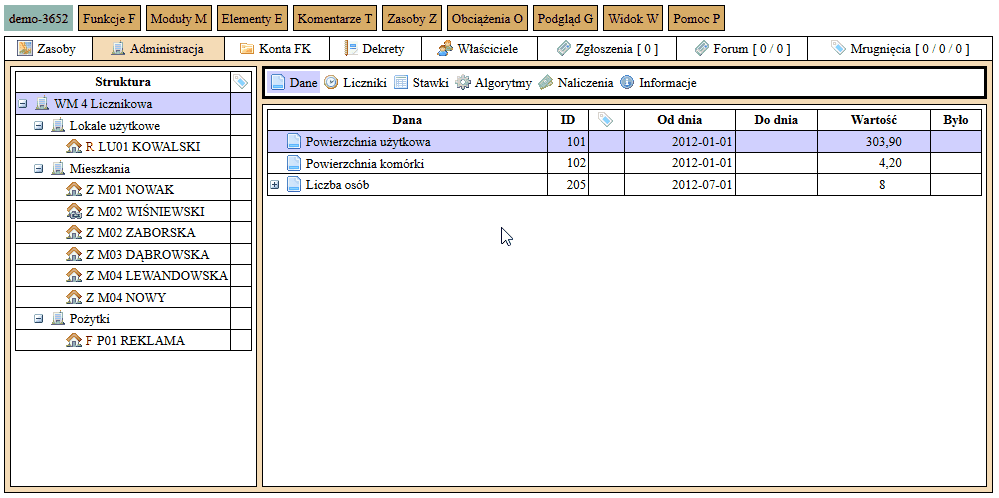 demo-3652 Funkcje F Moduły M Elementy E Komentarze T Zasoby Z Obciążenia O Podgląd G Widok W Pomoc P
Zasoby Administracja Konta FK Dekrety Właściciele Zgłoszenia [ 0 ] Forum [ 0 / 0 ] Mrugnięcia [ 0 / 0 / 0 ]
Struktura
WM 4 Licznikowa
Lokale użytkowe
R LU01 KOWALSKI
Mieszkania
Z M01 NOWAK
Z M02 WIŚNIEWSKI
Z M02 ZABORSKA
Z M03 DĄBROWSKA
Z M04 LEWANDOWSKA
Z M04 NOWY
Pożytki
F P01 REKLAMA
Dane Liczniki Stawki Algorytmy Naliczenia Informacje
Dana ID Od dnia Do dnia Wartość Było
Powierzchnia użytkowa 101 2012-01-01 303,90
Powierzchnia komórki 102 2012-01-01 4,20
Liczba osób 205 2012-07-01 8